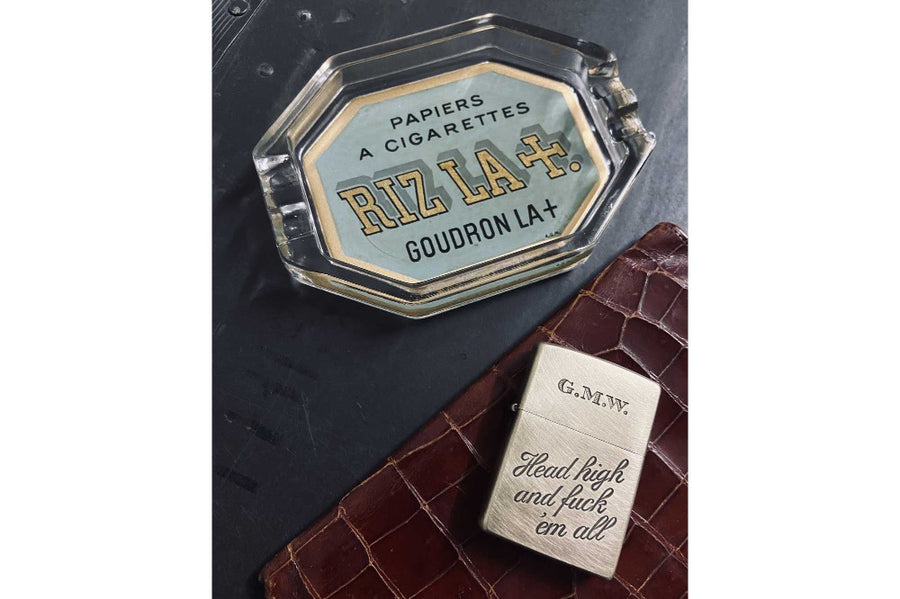 PAPIERS
A CIGARETTES
RIZ LA +.
GOUDRON LA+
G.M.W.
Head high
and fuck
'em all